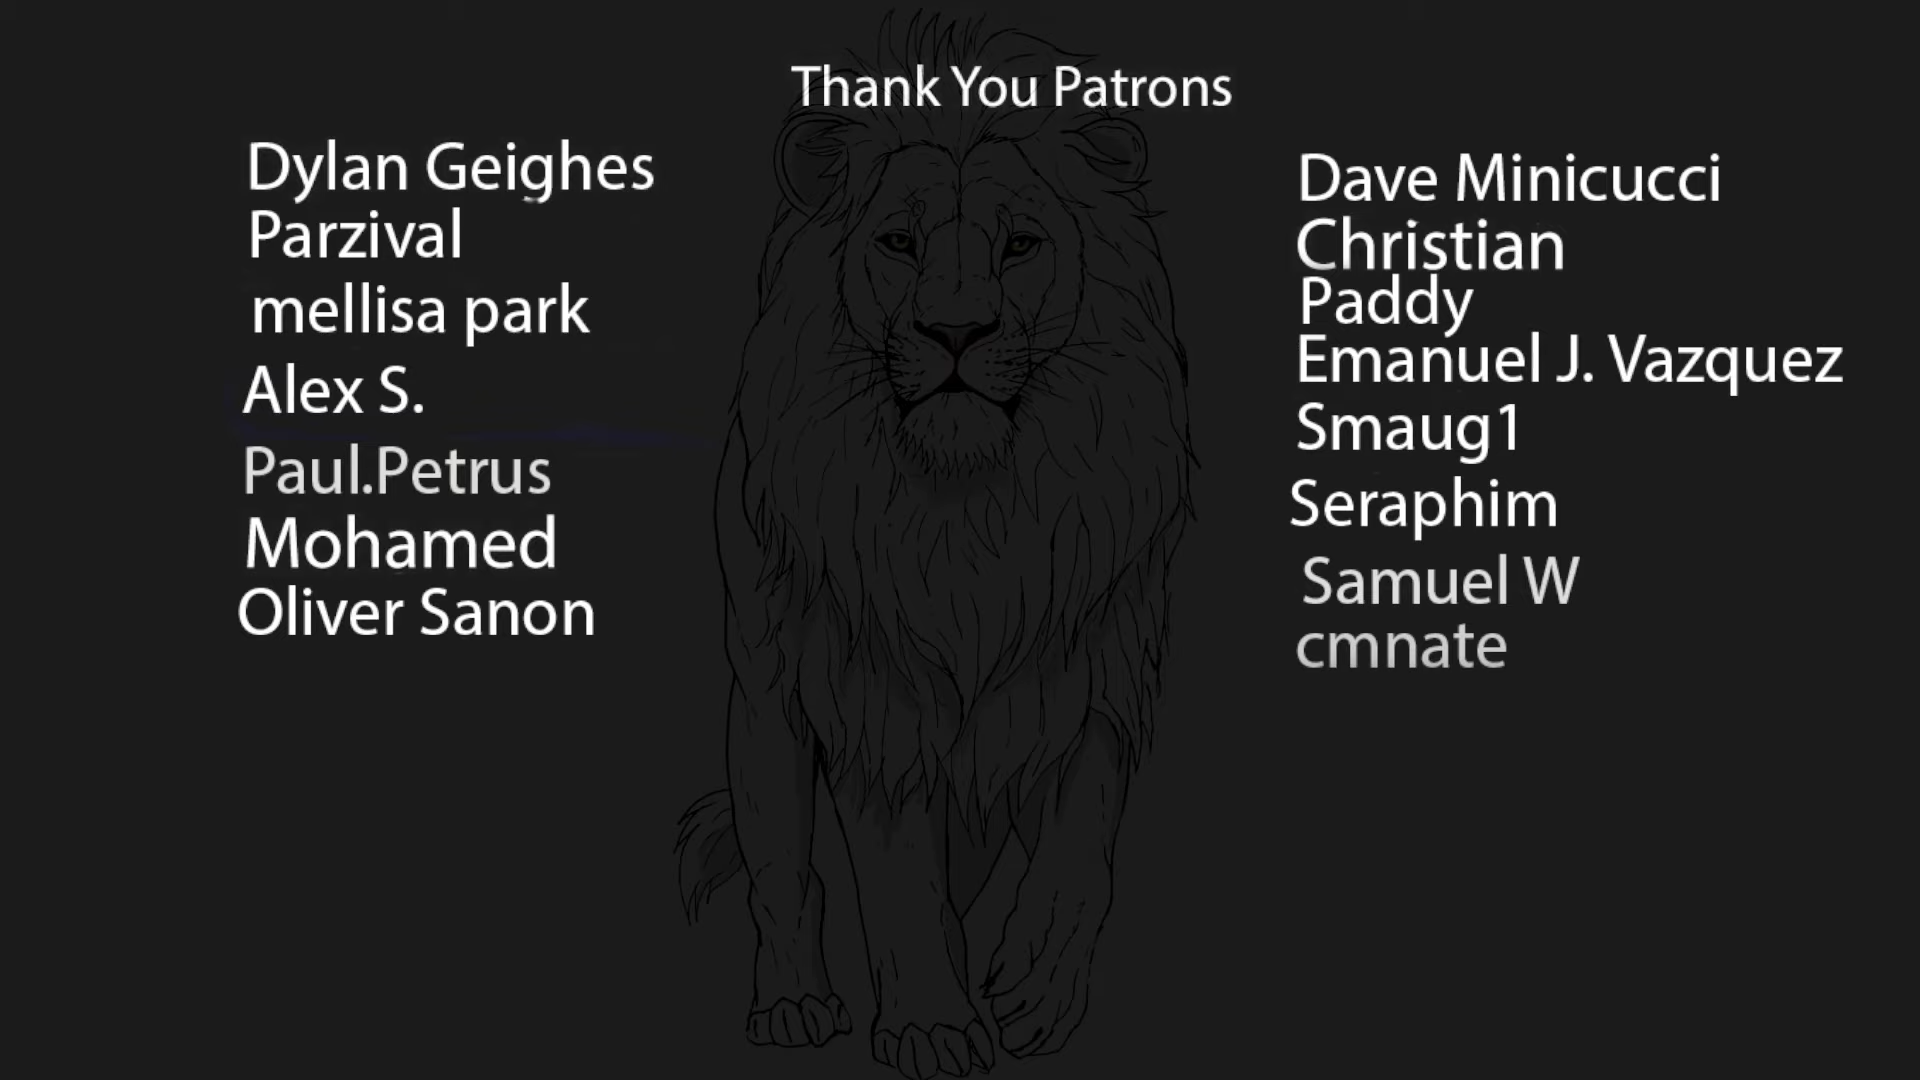 Thank You Patrons
Dylan Geighes
Parzival
mellisa park
Alex S.
Paul.Petrus
Mohamed
Oliver Sanon
Dave Minicucci
Christian
Paddy
Emanuel J. Vazquez
Smaug1
Seraphim
Samuel W
cmnate